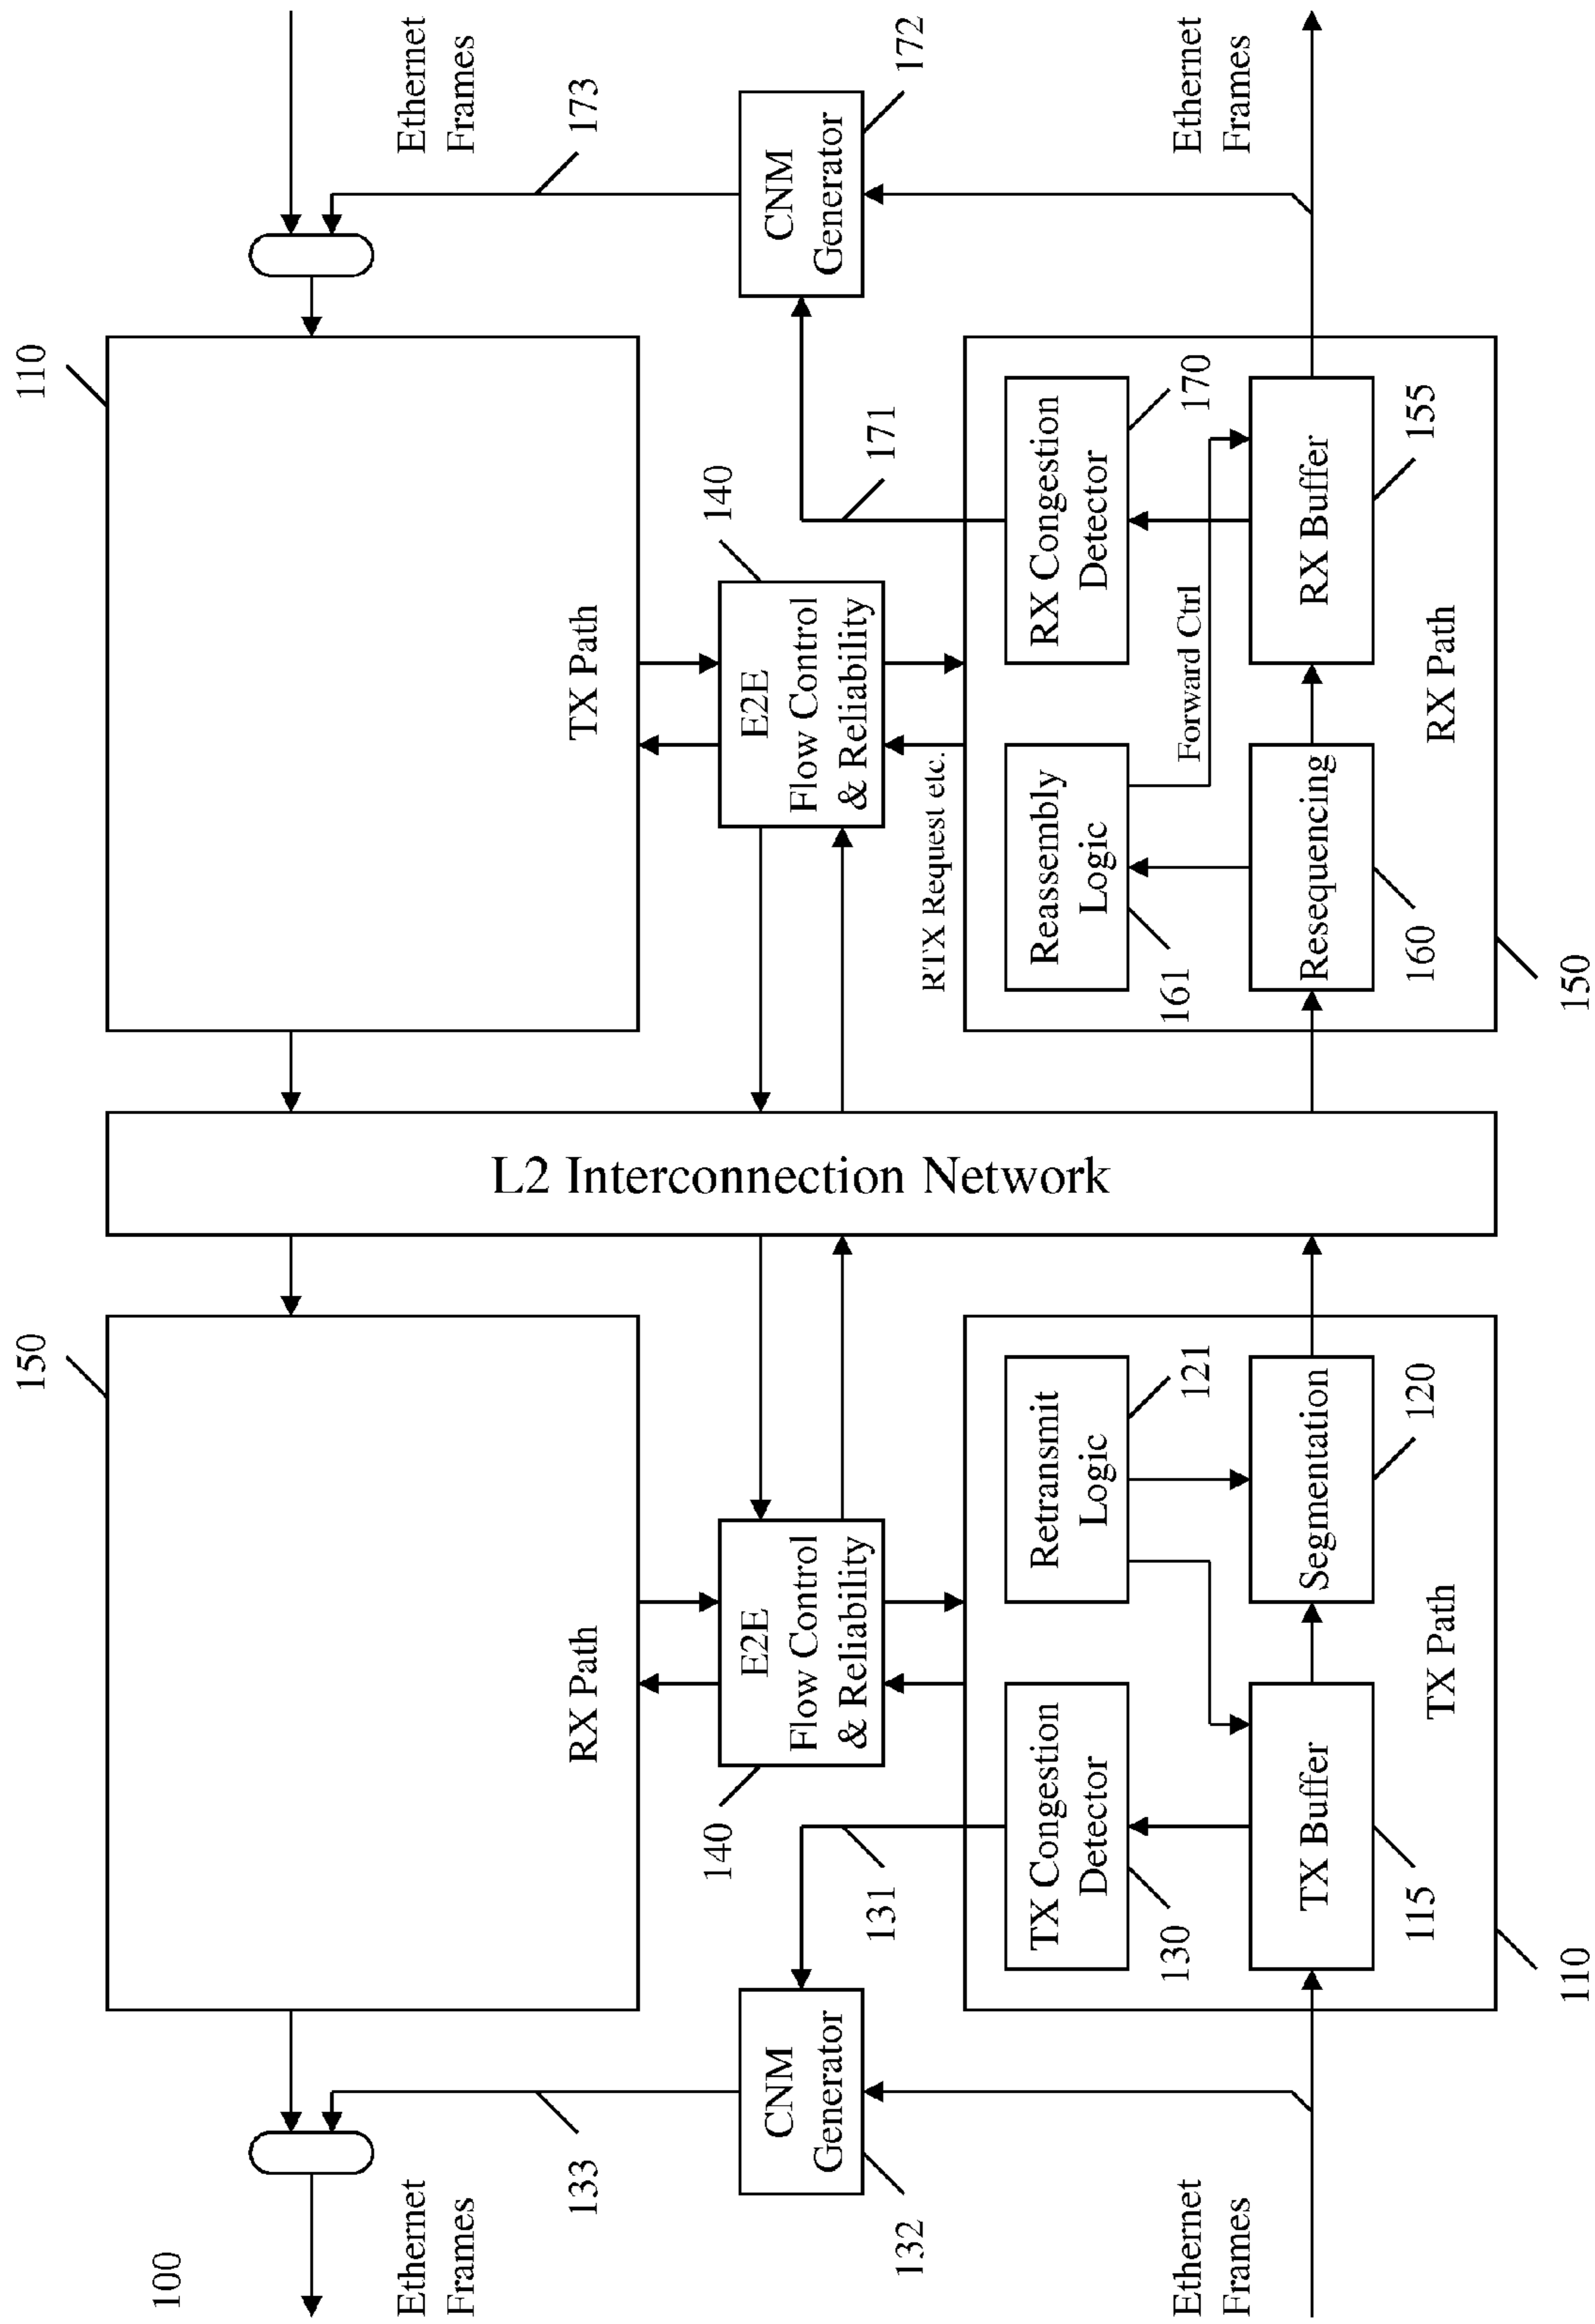 100
Ethernet
Frames
133
CNM
Generator
132
Ethernet
Frames
150
RX Path
E2E
Flow Control
& Reliability
140
131
TX Congestion
Detector
130
Retransmit
Logic
121
TX Buffer
115
Segmentation
120
TX Path
110
L2 Interconnection Network
110
TX Path
E2E
Flow Control
& Reliability
140
RTX Request etc.
171
Reassembly
Logic
161
RX Congestion
Detector
170
Forward Ctrl
Resequencing
160
RX Buffer
155
RX Path
150
Ethernet
Frames
173
CNM
Generator
172
Ethernet
Frames